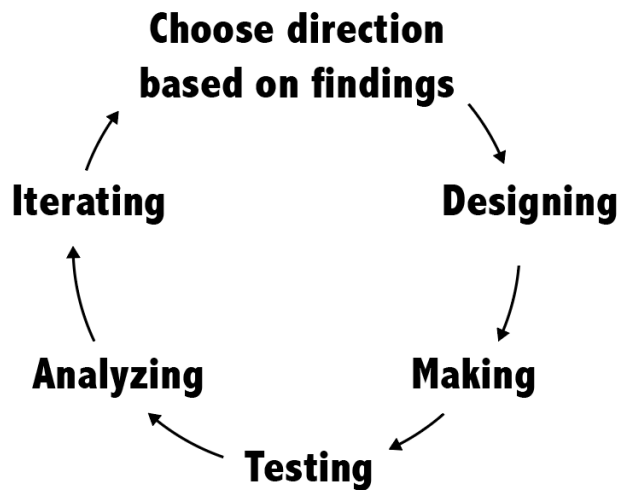 Choose direction
based on findings
Designing
Making
Testing
Analyzing
Iterating